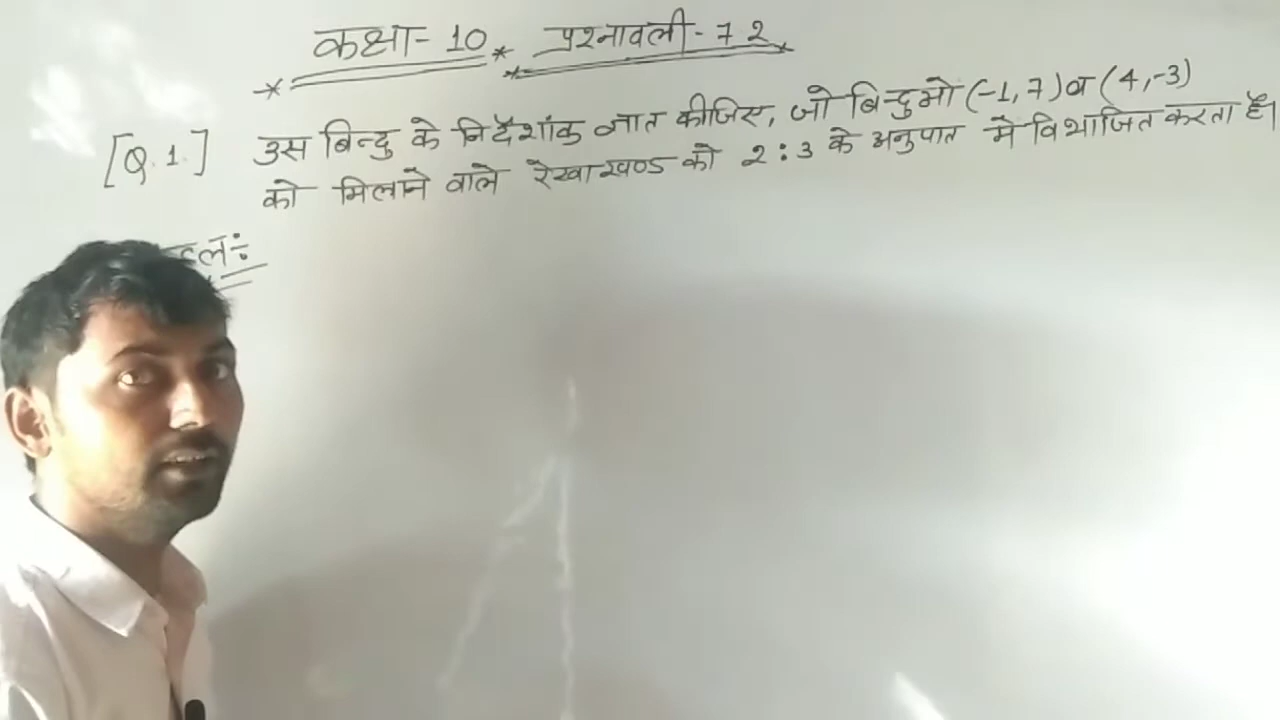 कक्षा- 10 * प्रश्नावली- 7 2
[Q.1.] उस बिन्दु के निर्देशांक ज्ञात कीजिए, जो बिन्दुओ (-1,7) व (4,-3)
को मिलाने वाले रेखाखण्ड को 2:3 के अनुपात मे विभाजित करता है।
हल÷